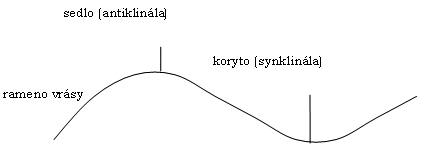 sedlo (antiklinála)
koryto (synklinála)
rameno vrásy